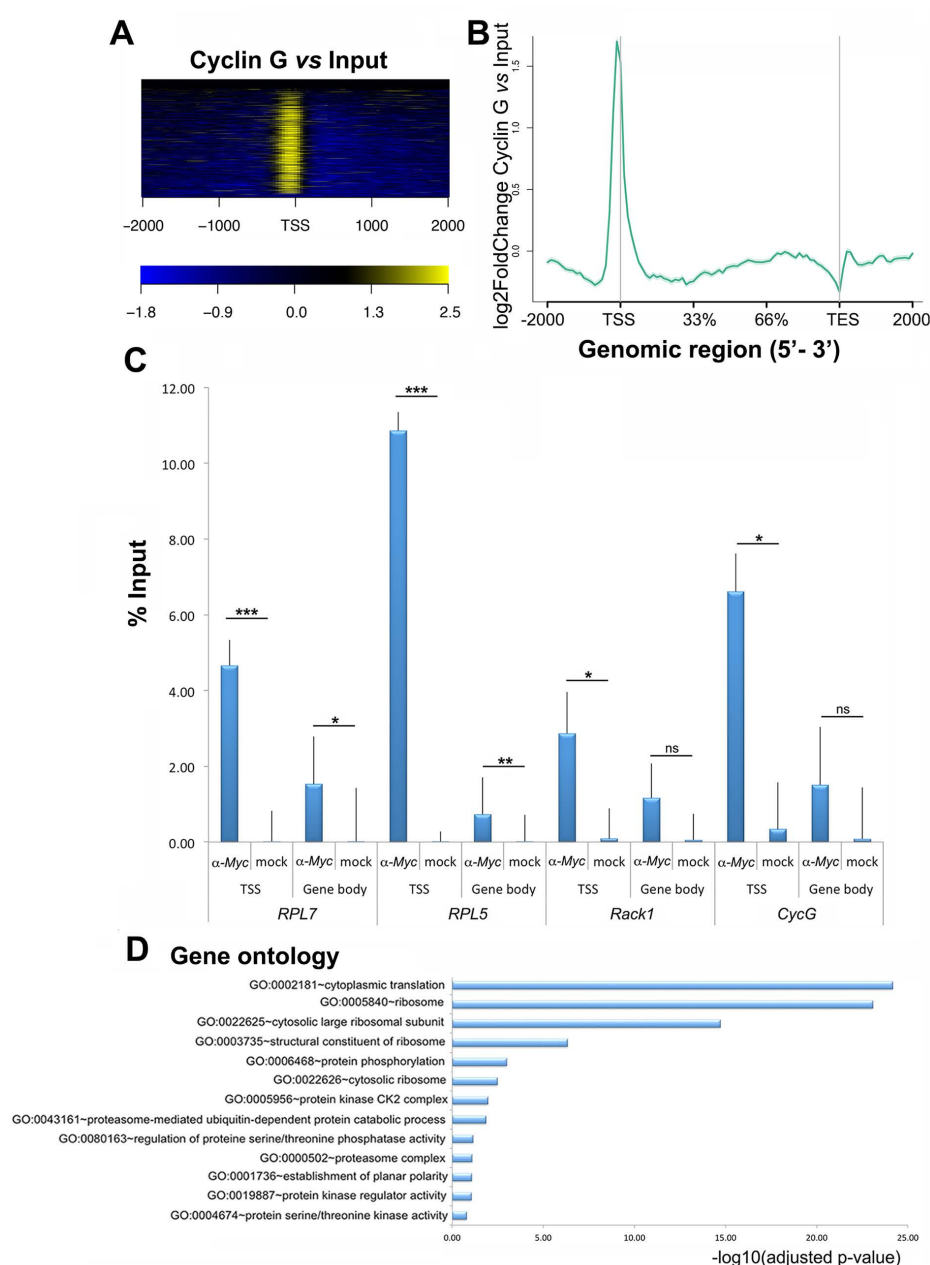 A
Cyclin G vs Input
−2000 −1000 TSS 1000 2000
−1.8 −0.9 0.0 1.3 2.5
B
log2FoldChange Cyclin G vs Input
1.5
1.0
0.5
0.0
-2000 TSS 33% 66% TES 2000
Genomic region (5’- 3’)
C
% Input
12.00
10.00
8.00
6.00
4.00
2.00
0.00
***
*
***
**
*
ns
*
ns
α-Myc mock α-Myc mock α-Myc mock α-Myc mock α-Myc mock α-Myc mock α-Myc mock α-Myc mock
TSS Gene body TSS Gene body TSS Gene body TSS Gene body
RPL7 RPL5 Rack1 CycG
D
Gene ontology
GO:0002181~cytoplasmic translation
GO:0005840~ribosome
GO:0022625~cytosolic large ribosomal subunit
GO:0003735~structural constituent of ribosome
GO:0006468~protein phosphorylation
GO:0022626~cytosolic ribosome
GO:0005956~protein kinase CK2 complex
GO:0043161~proteasome-mediated ubiquitin-dependent protein catabolic process
GO:0080163~regulation of proteine serine/threonine phosphatase activity
GO:0000502~proteasome complex
GO:0001736~establishment of planar polarity
GO:0019887~protein kinase regulator activity
GO:0004674~protein serine/threonine kinase activity
0.00 5.00 10.00 15.00 20.00 25.00
-log10(adjusted p-value)